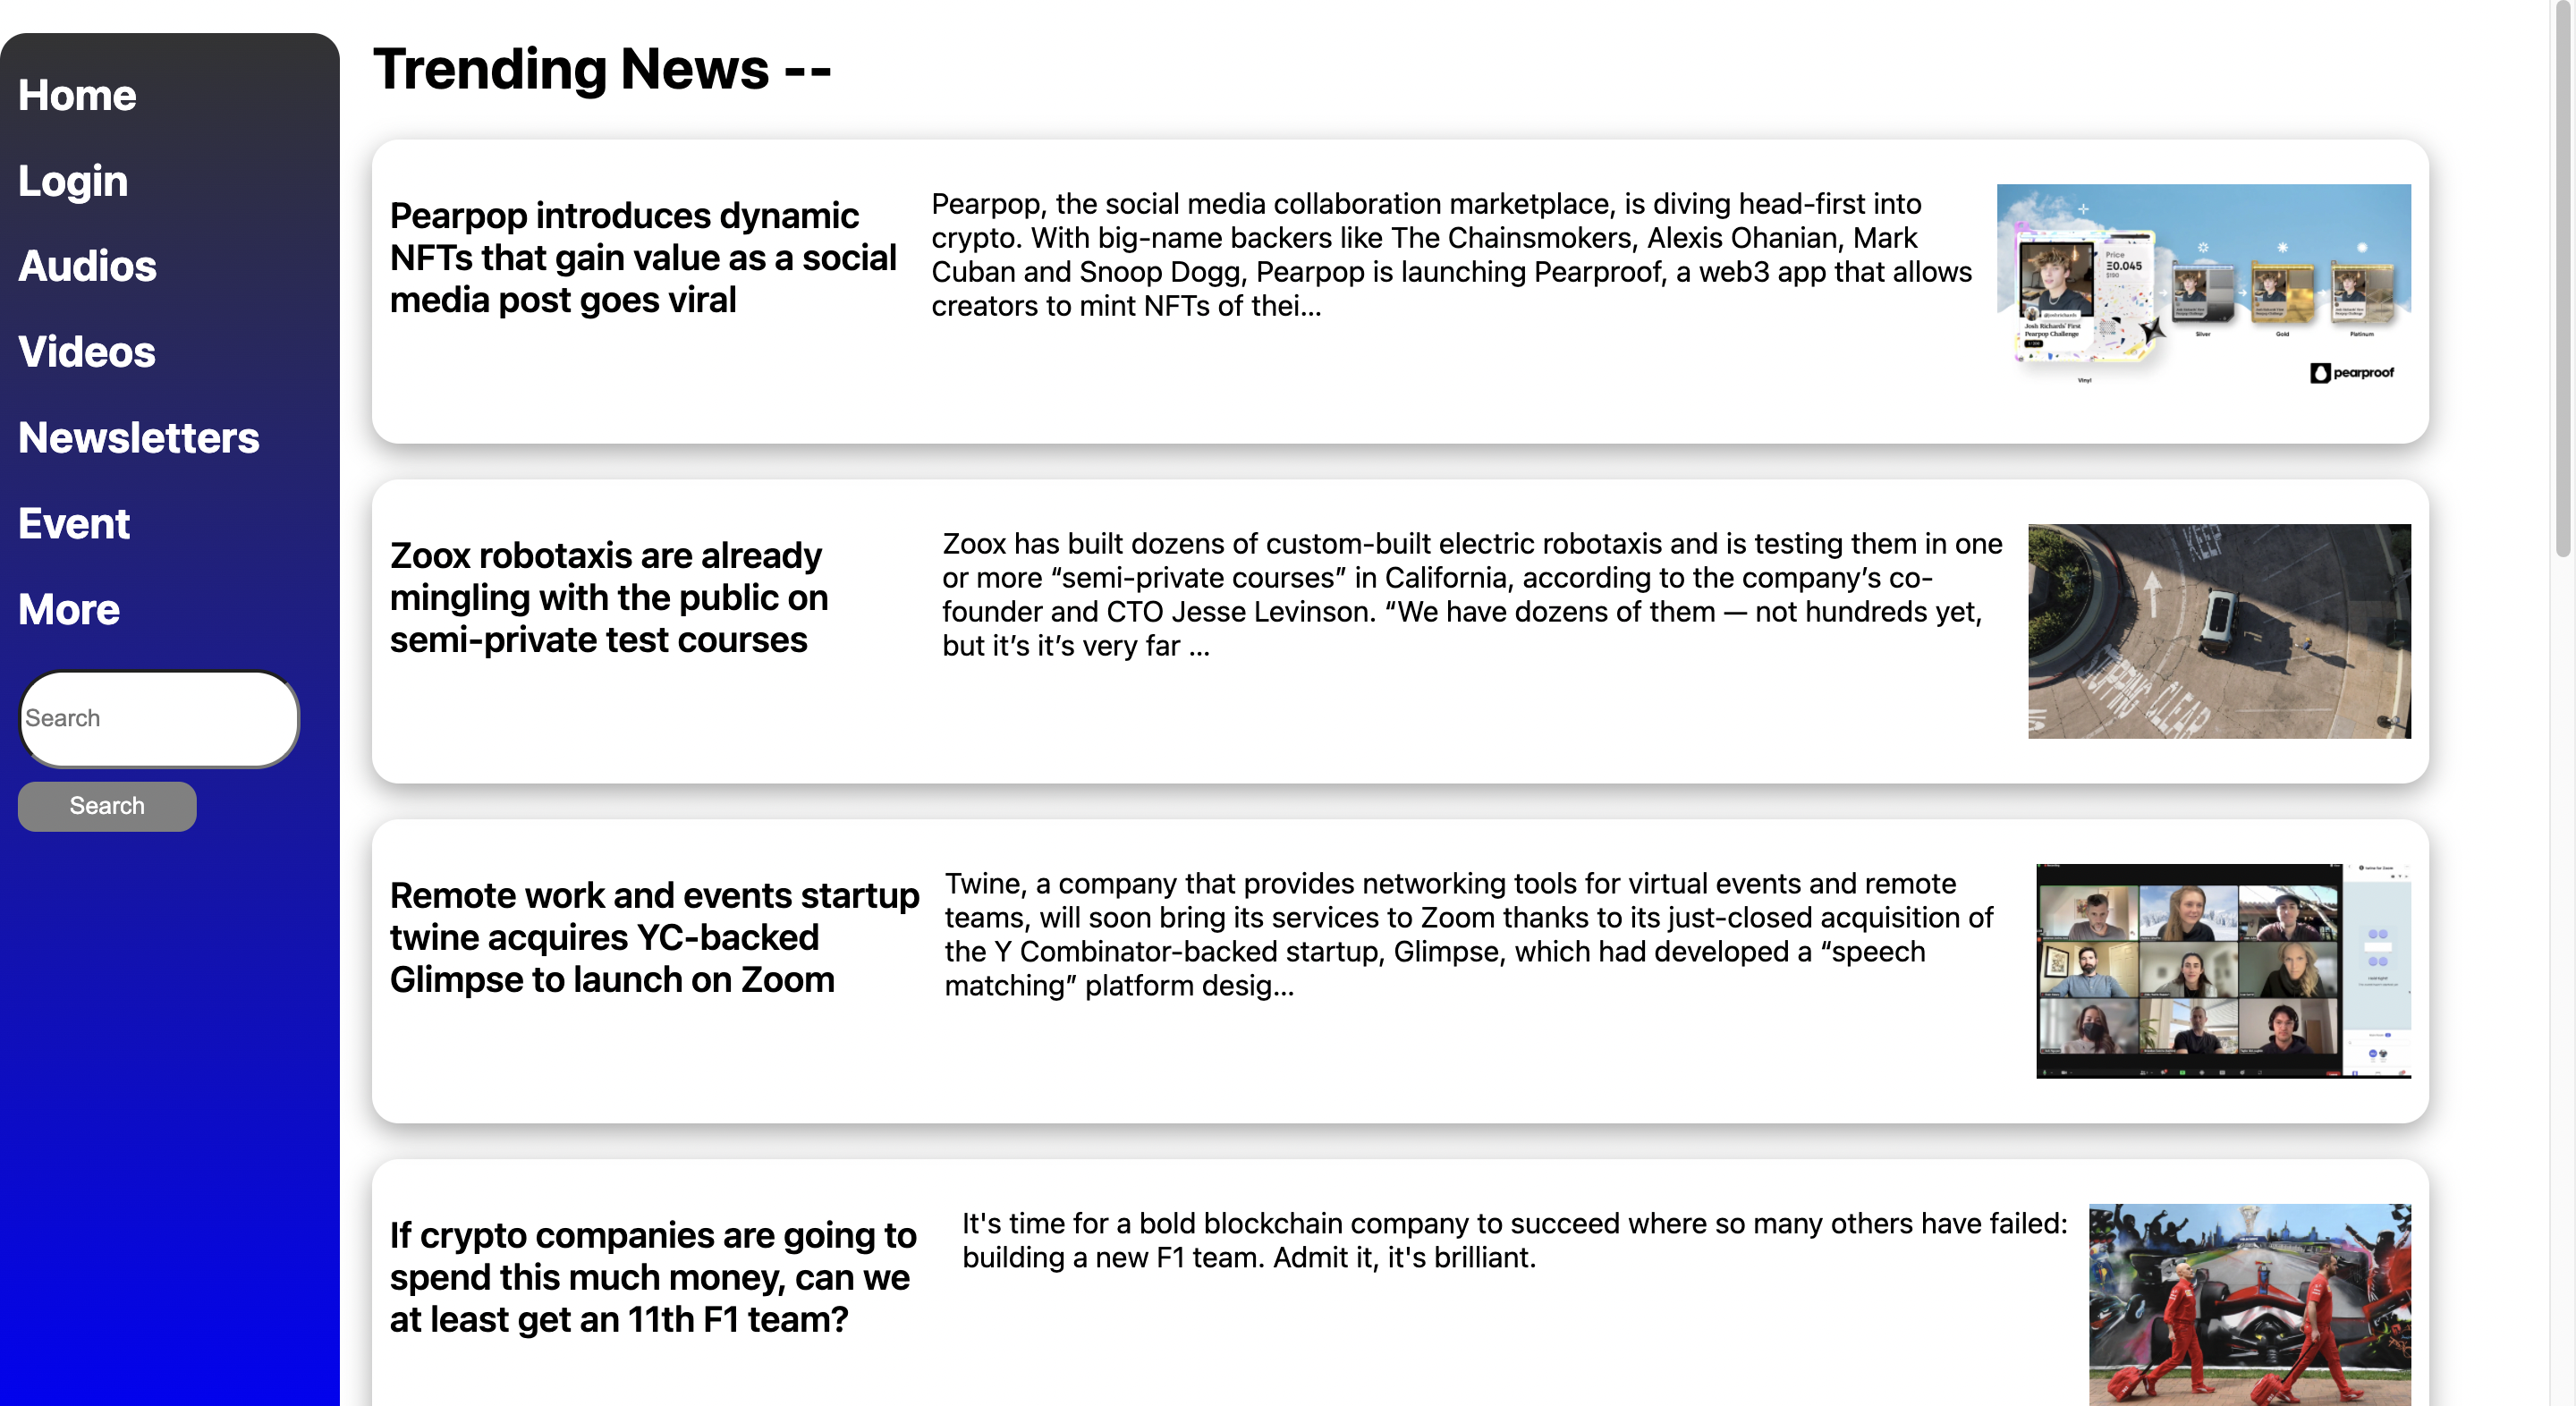 Home
Login
Audios
Videos
Newsletters
Event
More
Search
Search
Trending News --
Pearpop introduces dynamic
NFTs that gain value as a social
media post goes viral
Pearpop, the social media collaboration marketplace, is diving head-first into
crypto. With big-name backers like The Chainsmokers, Alexis Ohanian, Mark
Cuban and Snoop Dogg, Pearpop is launching Pearproof, a web3 app that allows
creators to mint NFTs of thei...
Price
Ξ0.045
$190
@joshrichards
Josh Richards' First
Pearpop Challenge
Vinyl
Silver
Gold
Platinum
pearproof
Zoox robotaxis are already
mingling with the public on
semi-private test courses
Zoox has built dozens of custom-built electric robotaxis and is testing them in one
or more “semi-private courses” in California, according to the company’s co-
founder and CTO Jesse Levinson. “We have dozens of them — not hundreds yet,
but it’s it’s very far ...
KEEP
STOPPING
CLEAR
Remote work and events startup
twine acquires YC-backed
Glimpse to launch on Zoom
Twine, a company that provides networking tools for virtual events and remote
teams, will soon bring its services to Zoom thanks to its just-closed acquisition of
the Y Combinator-backed startup, Glimpse, which had developed a “speech
matching” platform desig...
If crypto companies are going to
spend this much money, can we
at least get an 11th F1 team?
It's time for a bold blockchain company to succeed where so many others have failed:
building a new F1 team. Admit it, it's brilliant.